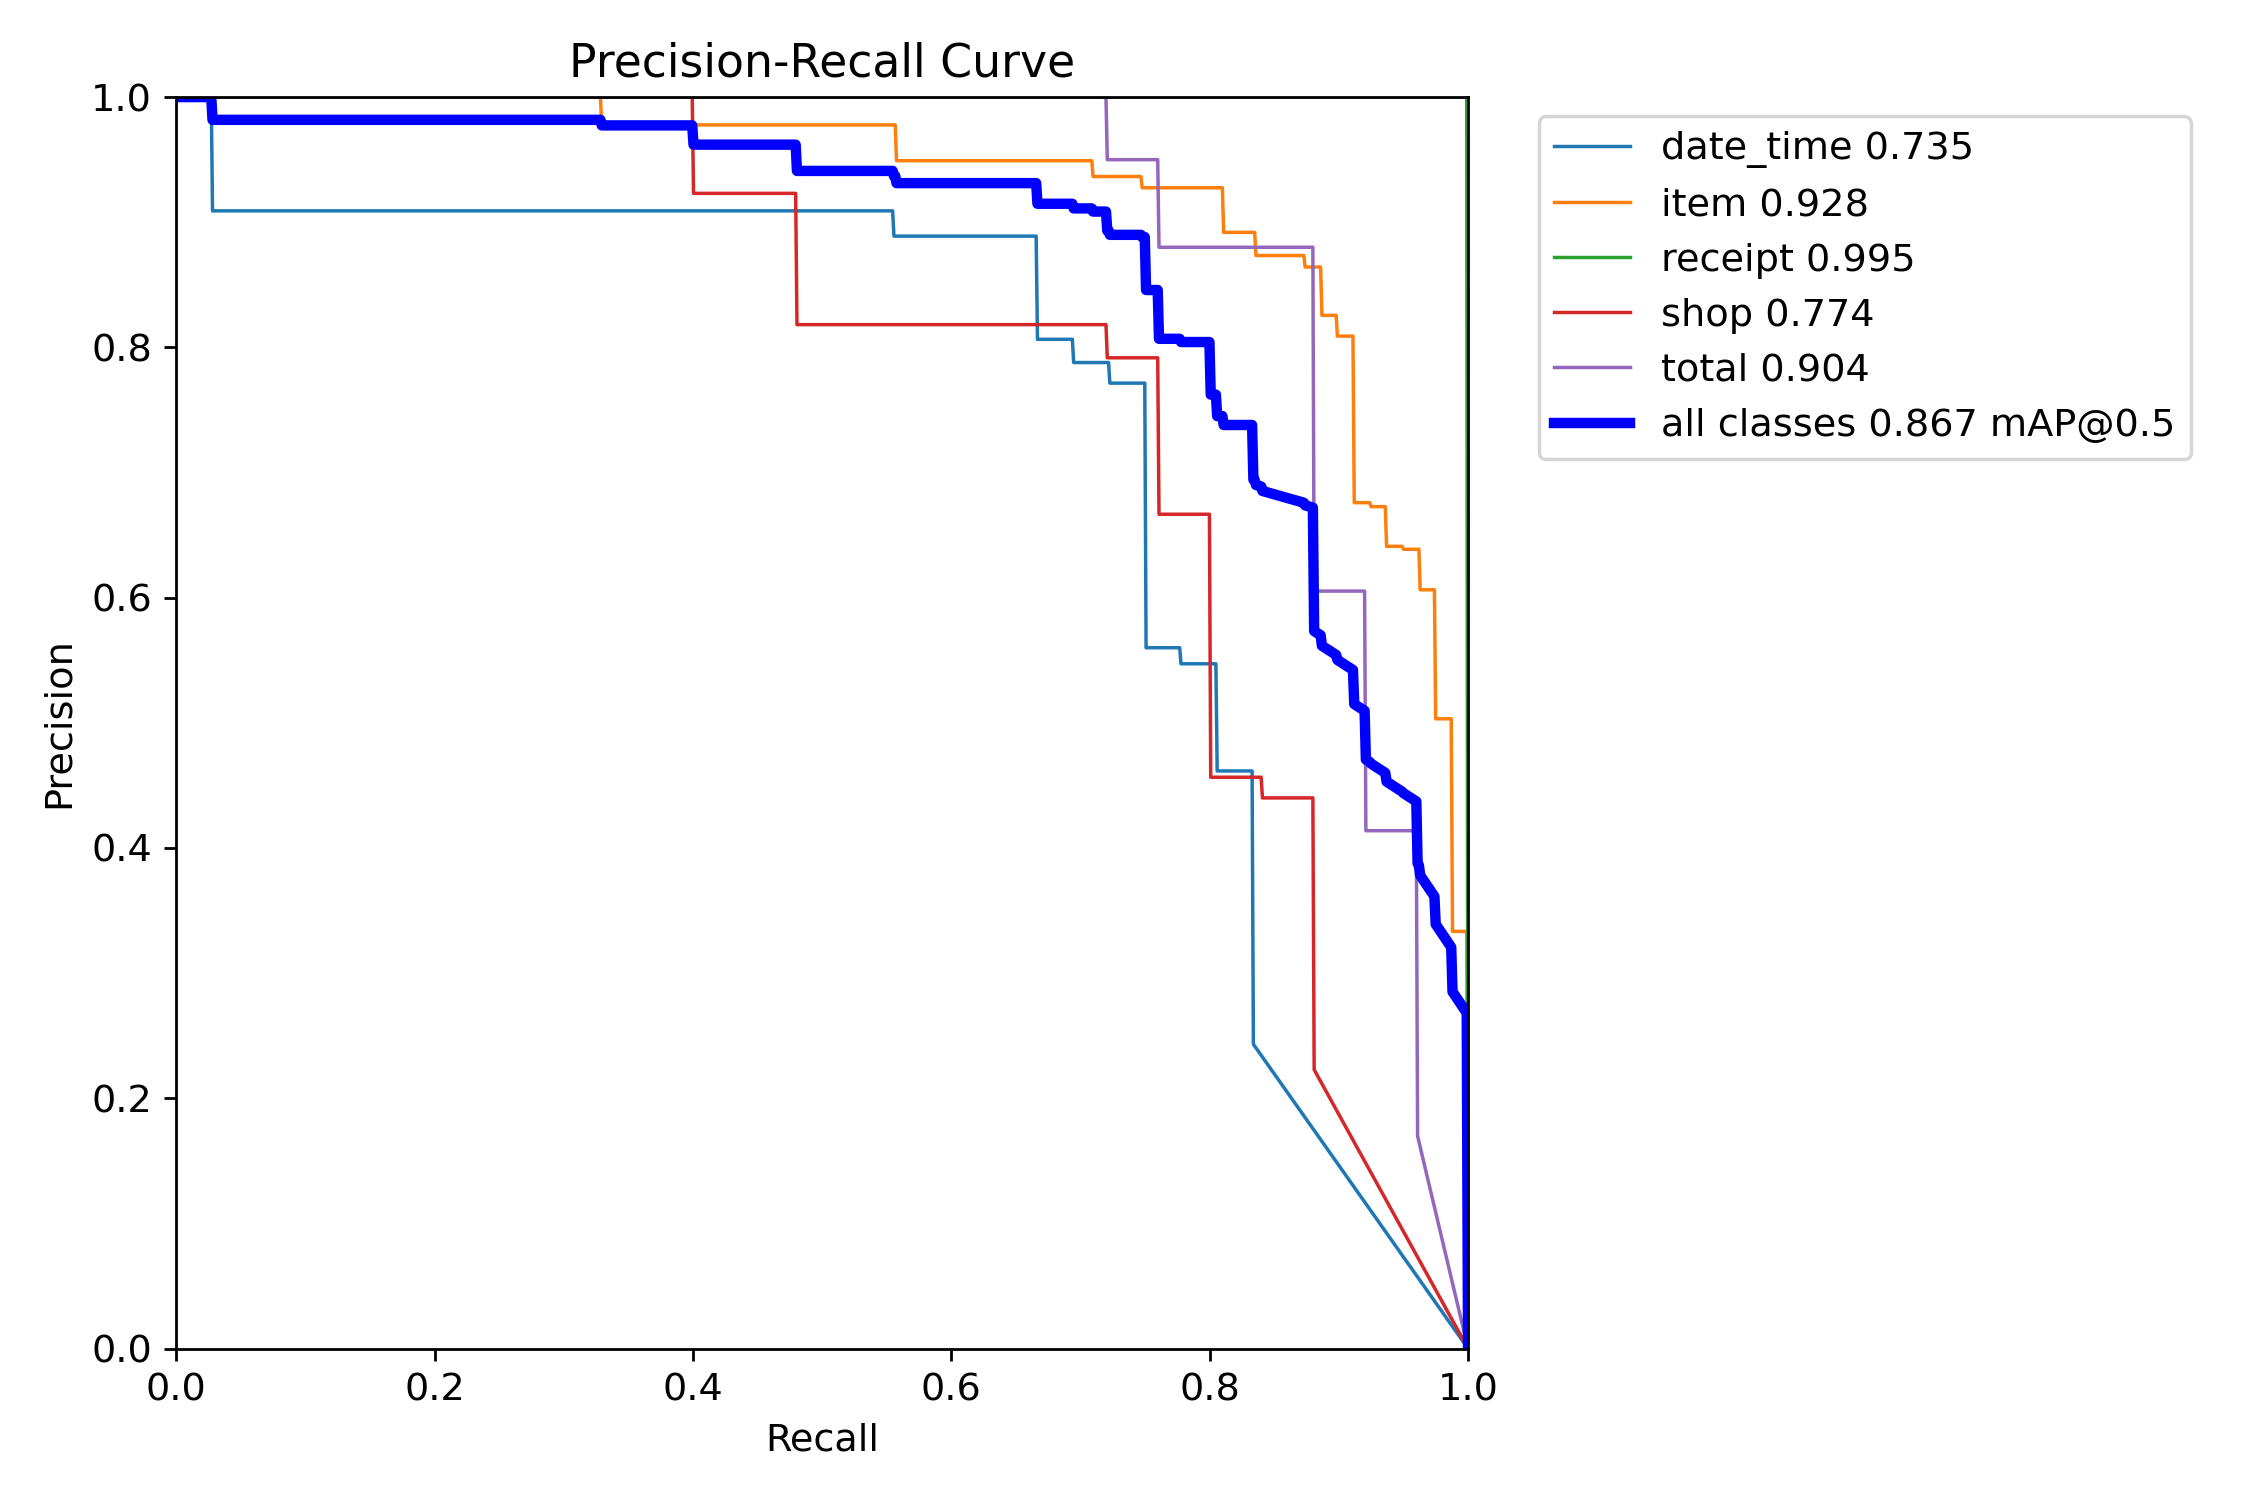 Precision-Recall Curve
1.0
0.8
0.6
0.4
0.2
0.0
Precision
0.0 0.2 0.4 0.6 0.8 1.0
Recall
date_time 0.735
item 0.928
receipt 0.995
shop 0.774
total 0.904
all classes 0.867 mAP@0.5